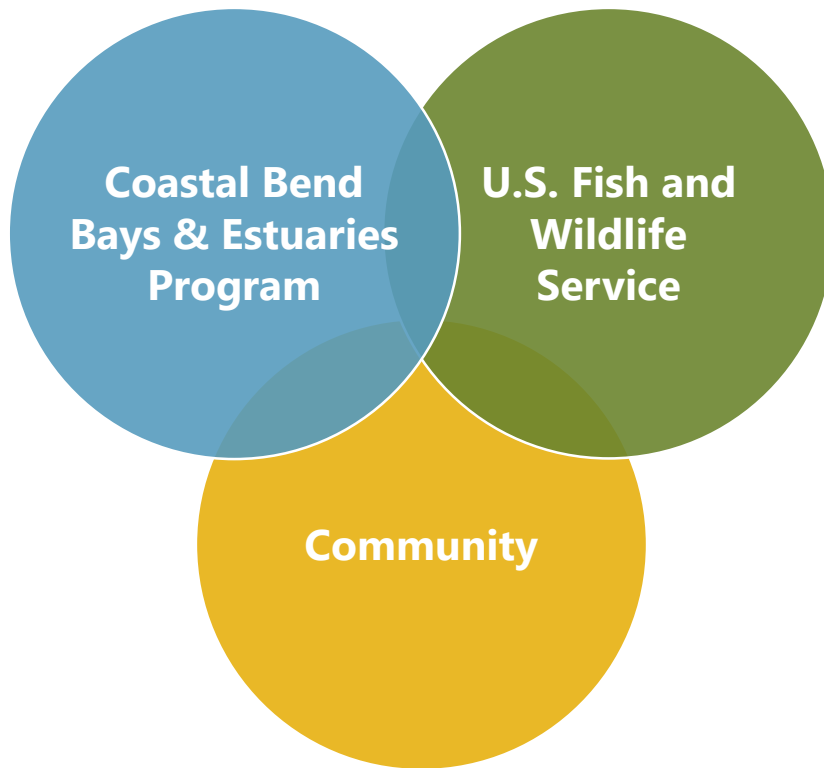 Coastal Bend
Bays & Estuaries
Program
U.S. Fish and
Wildlife
Service
Community